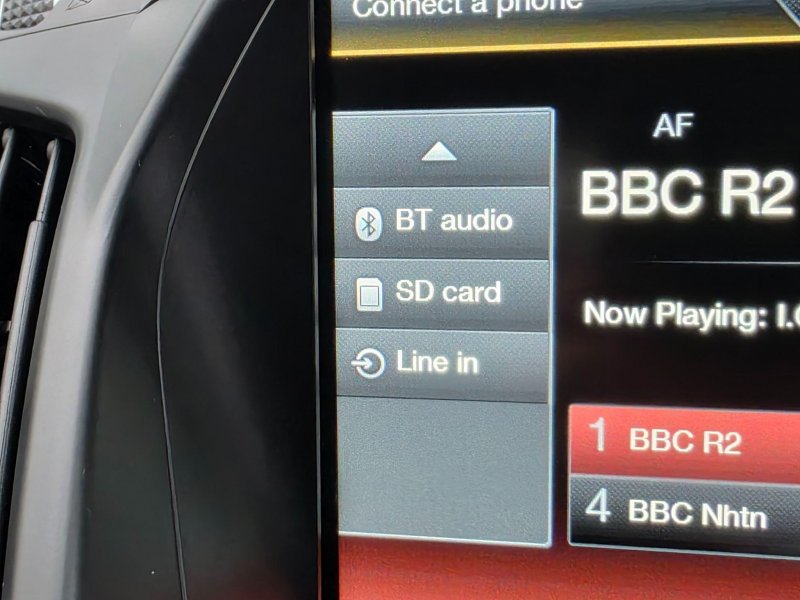 Connect a phone
AF
BBC R2
BT audio
SD card
Line in
Now Playing:
1 BBC R2
4 BBC Nhtn